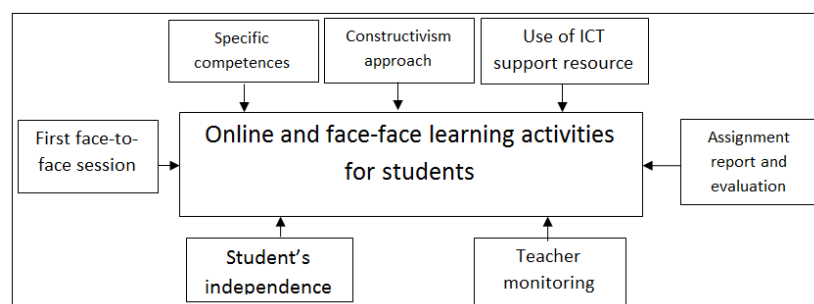 Specific
competences
Constructivism
approach
Use of ICT
support resource
First face-to-
face session
Online and face-face learning activities
for students
Assignment
report and
evaluation
Student’s
independence
Teacher
monitoring